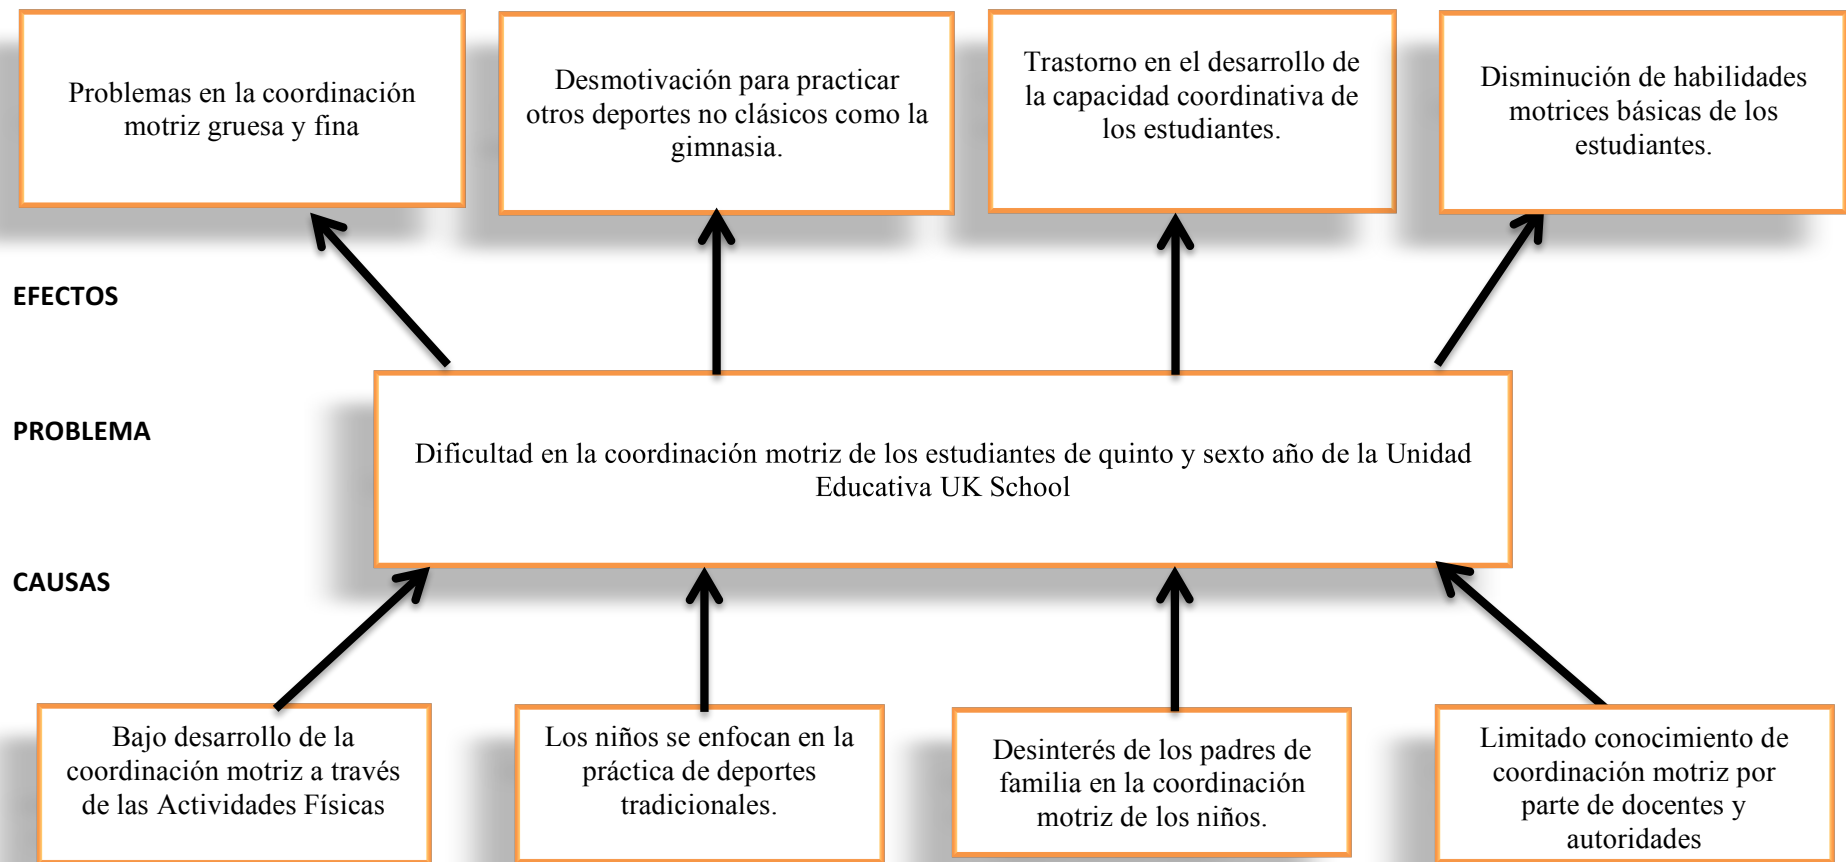 Problemas en la coordinación
motriz gruesa y fina
Desmotivación para practicar
otros deportes no clásicos como la
gimnasia.
Trastorno en el desarrollo de
la capacidad coordinativa de
los estudiantes.
Disminución de habilidades
motrices básicas de los
estudiantes.
EFECTOS
PROBLEMA
Dificultad en la coordinación motriz de los estudiantes de quinto y sexto año de la Unidad
Educativa UK School
CAUSAS
Bajo desarrollo de la
coordinación motriz a través
de las Actividades Físicas
Los niños se enfocan en la
práctica de deportes
tradicionales.
Desinterés de los padres de
familia en la coordinación
motriz de los niños.
Limitado conocimiento de
coordinación motriz por
parte de docentes y
autoridades